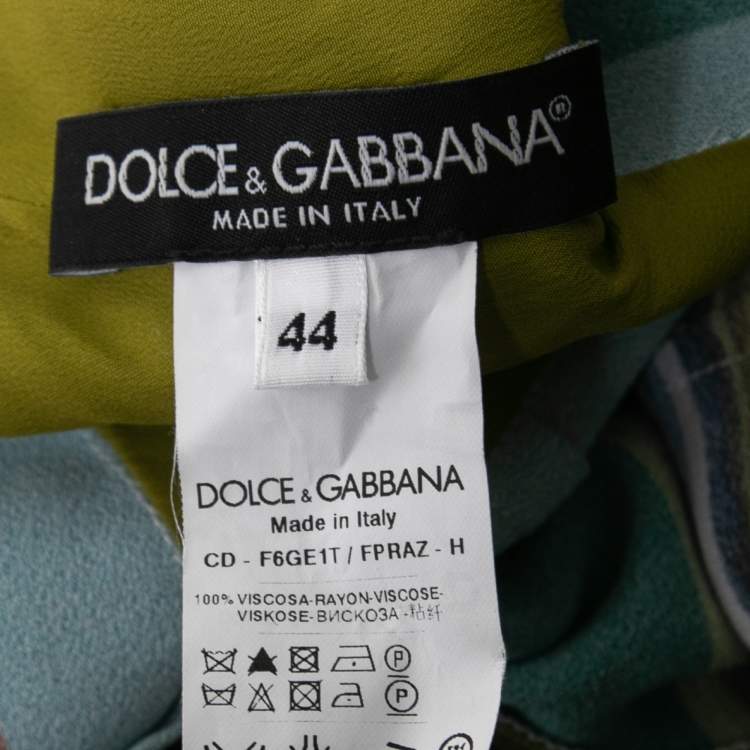 DOLCE & GABBANA®
MADE IN ITALY
44
DOLCE & GABBANA
Made in Italy
CD - F6GE1T / FPRAZ - H
100% VISCOSA-RAYON-VISCOSE-
VISKOSE-ВИСКОЗА-粘纤
P
P